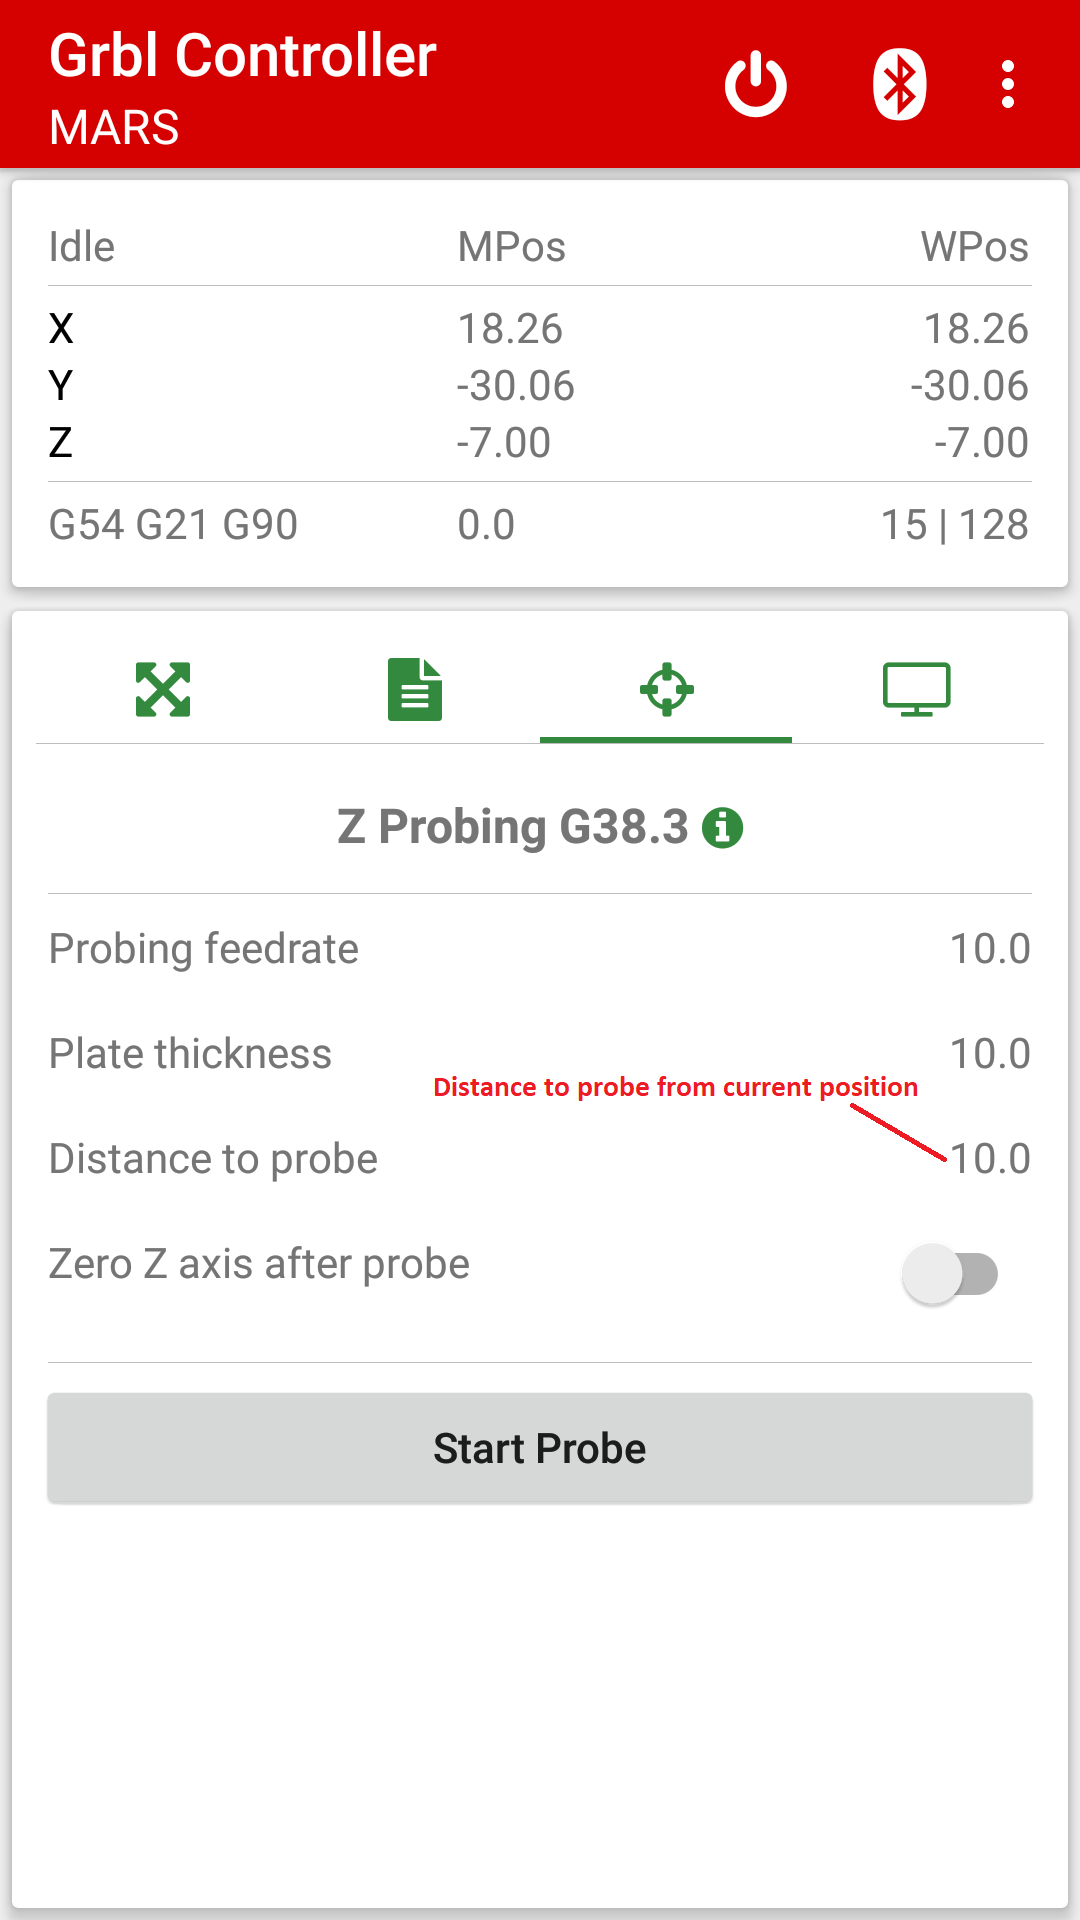 Grbl Controller
MARS
Idle MPos WPos
X 18.26 18.26
Y -30.06 -30.06
Z -7.00 -7.00
G54 G21 G90 0.0 15 | 128
Z Probing G38.3
Probing feedrate 10.0
Plate thickness 10.0
Distance to probe from current position
Distance to probe 10.0
Zero Z axis after probe
Start Probe